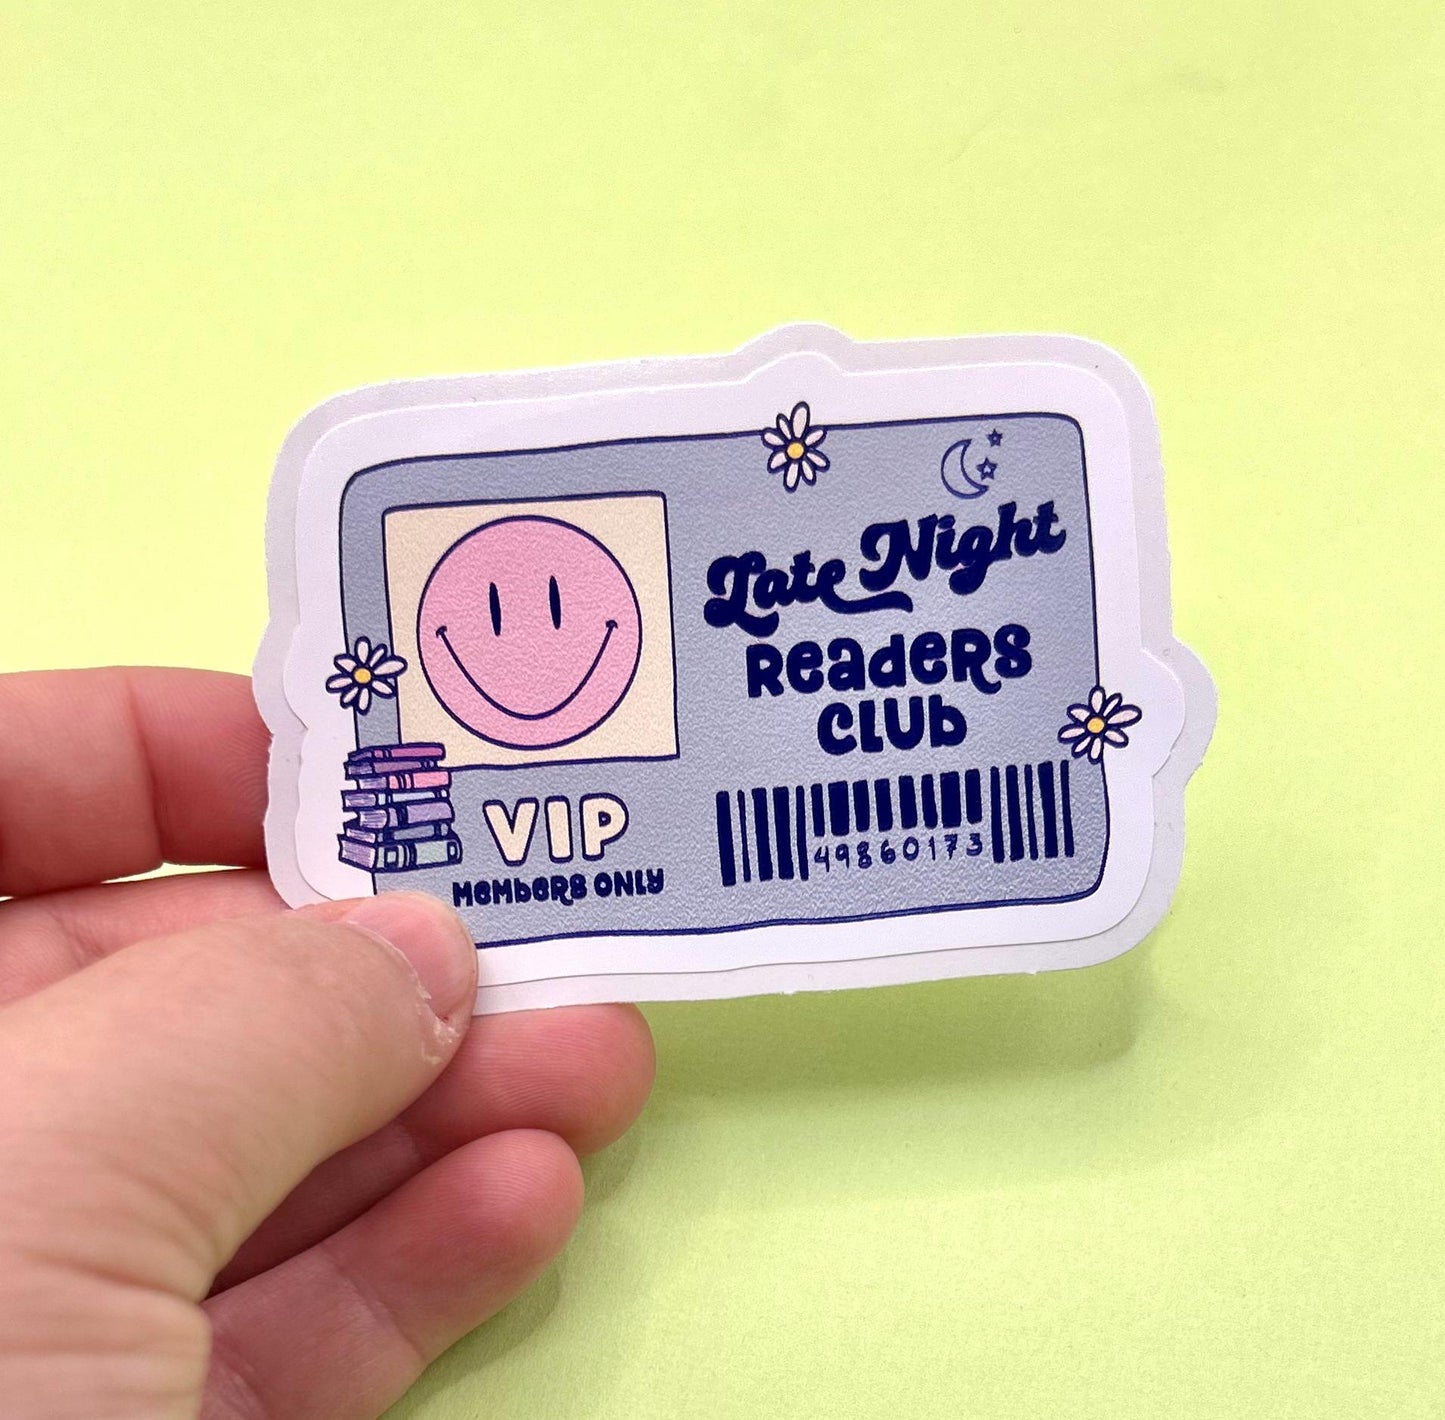 Late Night
Readers
Club
49860173
VIP
Members Only